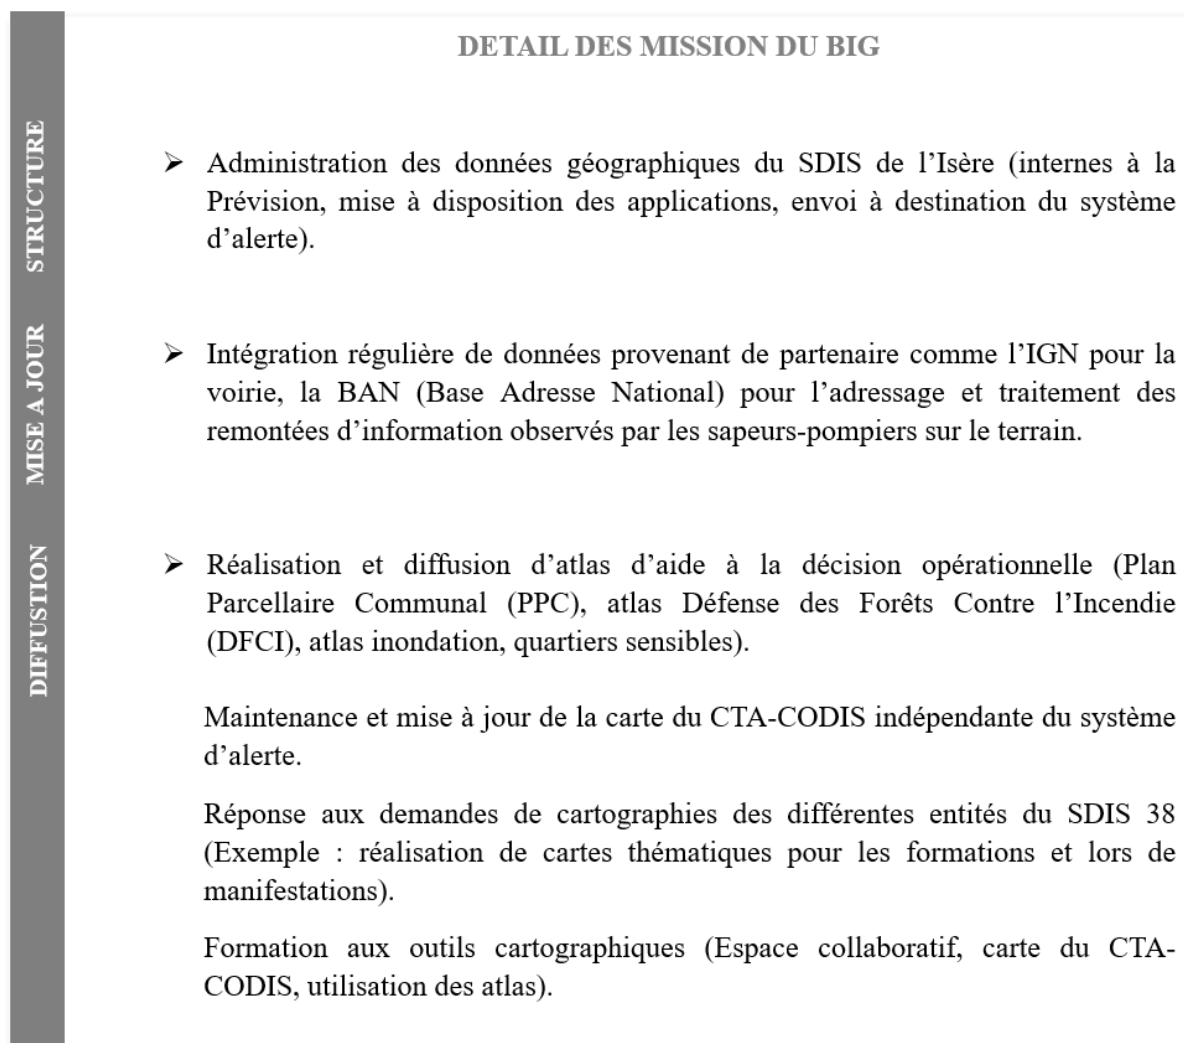 DETAIL DES MISSION DU BIG
STRUCTURE
➢ Administration des données géographiques du SDIS de l’Isère (internes à la
Prévision, mise à disposition des applications, envoi à destination du système
d’alerte).
MISE A JOUR
➢ Intégration régulière de données provenant de partenaire comme l’IGN pour la
voirie, la BAN (Base Adresse National) pour l’adressage et traitement des
remontées d’information observés par les sapeurs-pompiers sur le terrain.
DIFFUSTION
➢ Réalisation et diffusion d’atlas d’aide à la décision opérationnelle (Plan
Parcellaire Communal (PPC), atlas Défense des Forêts Contre l’Incendie
(DFCI), atlas inondation, quartiers sensibles).
Maintenance et mise à jour de la carte du CTA-CODIS indépendante du système
d’alerte.
Réponse aux demandes de cartographies des différentes entités du SDIS 38
(Exemple : réalisation de cartes thématiques pour les formations et lors de
manifestations).
Formation aux outils cartographiques (Espace collaboratif, carte du CTA-
CODIS, utilisation des atlas).